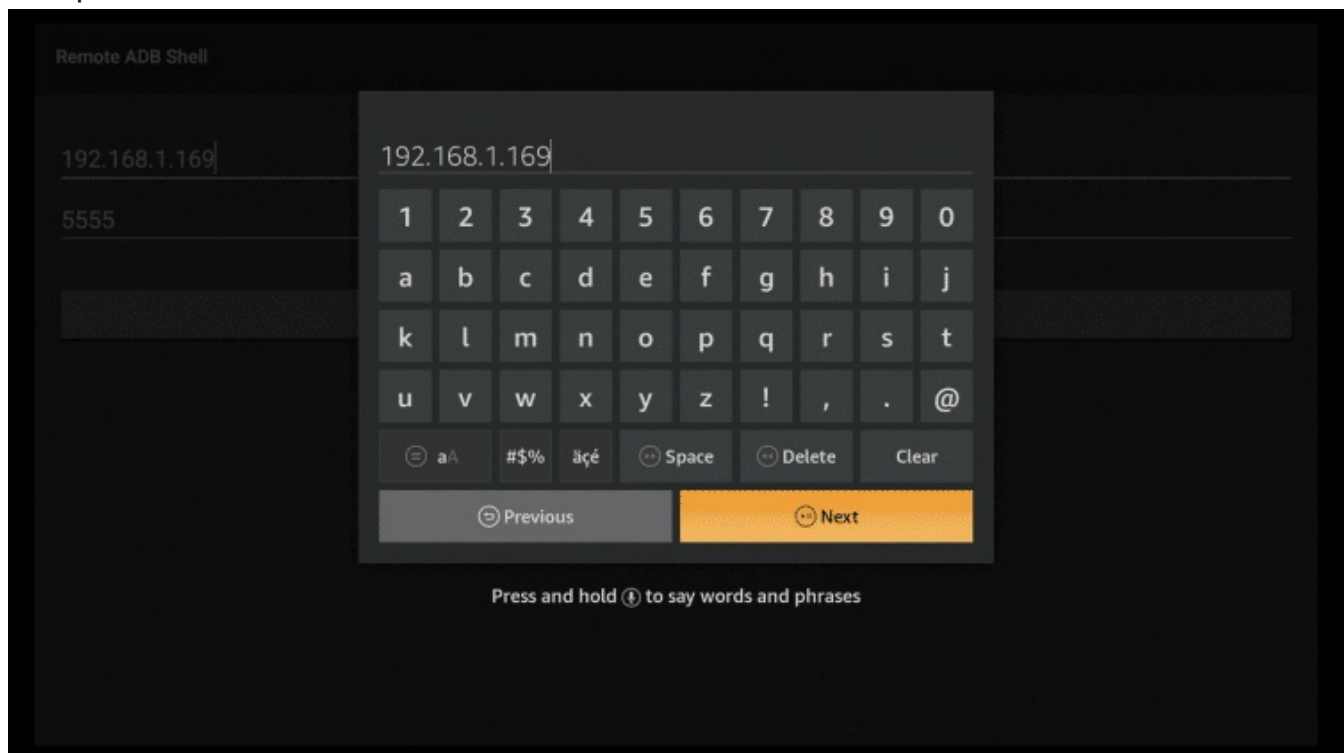 Remote ADB Shell
192.168.1.169
5555
192.168.1.169
1 2 3 4 5 6 7 8 9 0
a b c d e f g h i j
k l m n o p q r s t
u v w x y z ! , . @
aA #$% äçé Space Delete Clear
Previous Next
Press and hold to say words and phrases